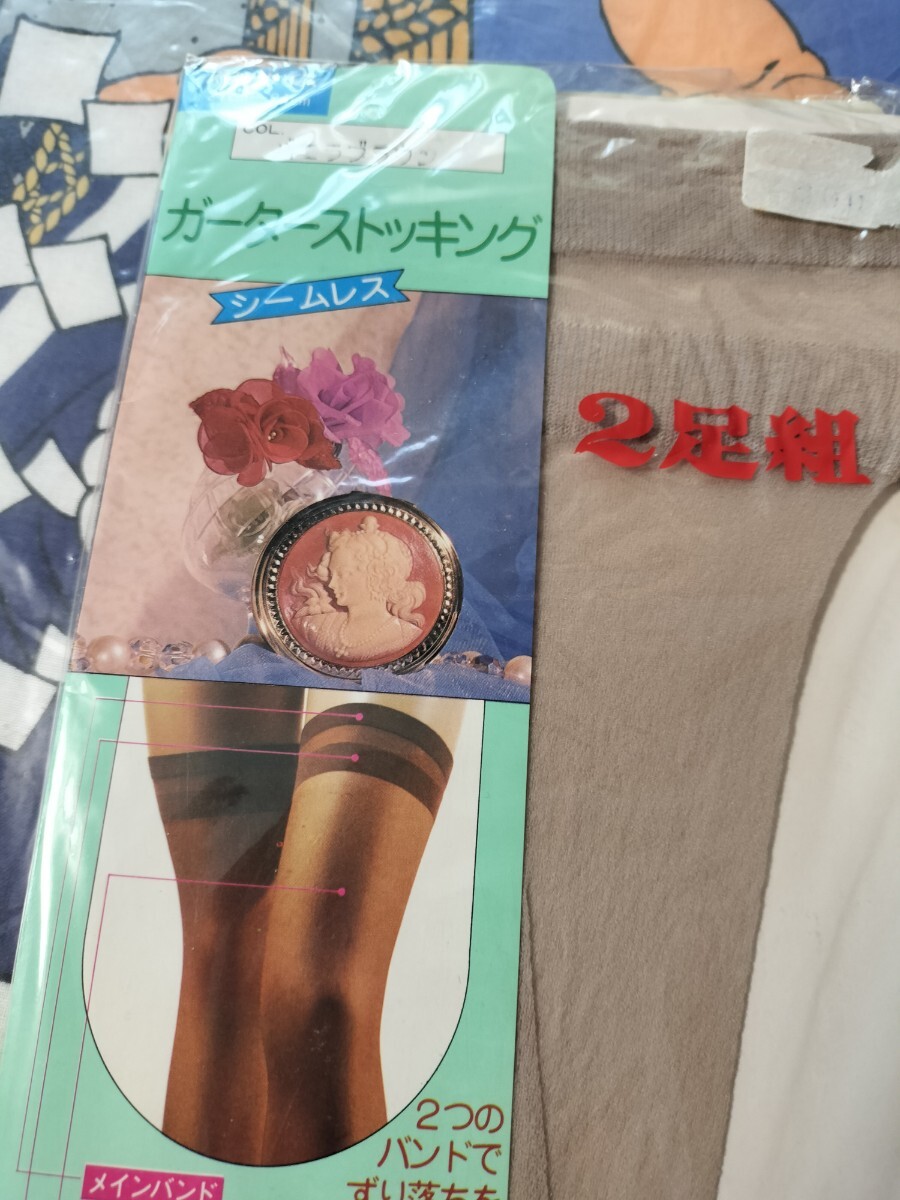 COL.
ガーターストッキング
シームレス
2足組
2つの
バンドで
ずり落ちを
メインバンド